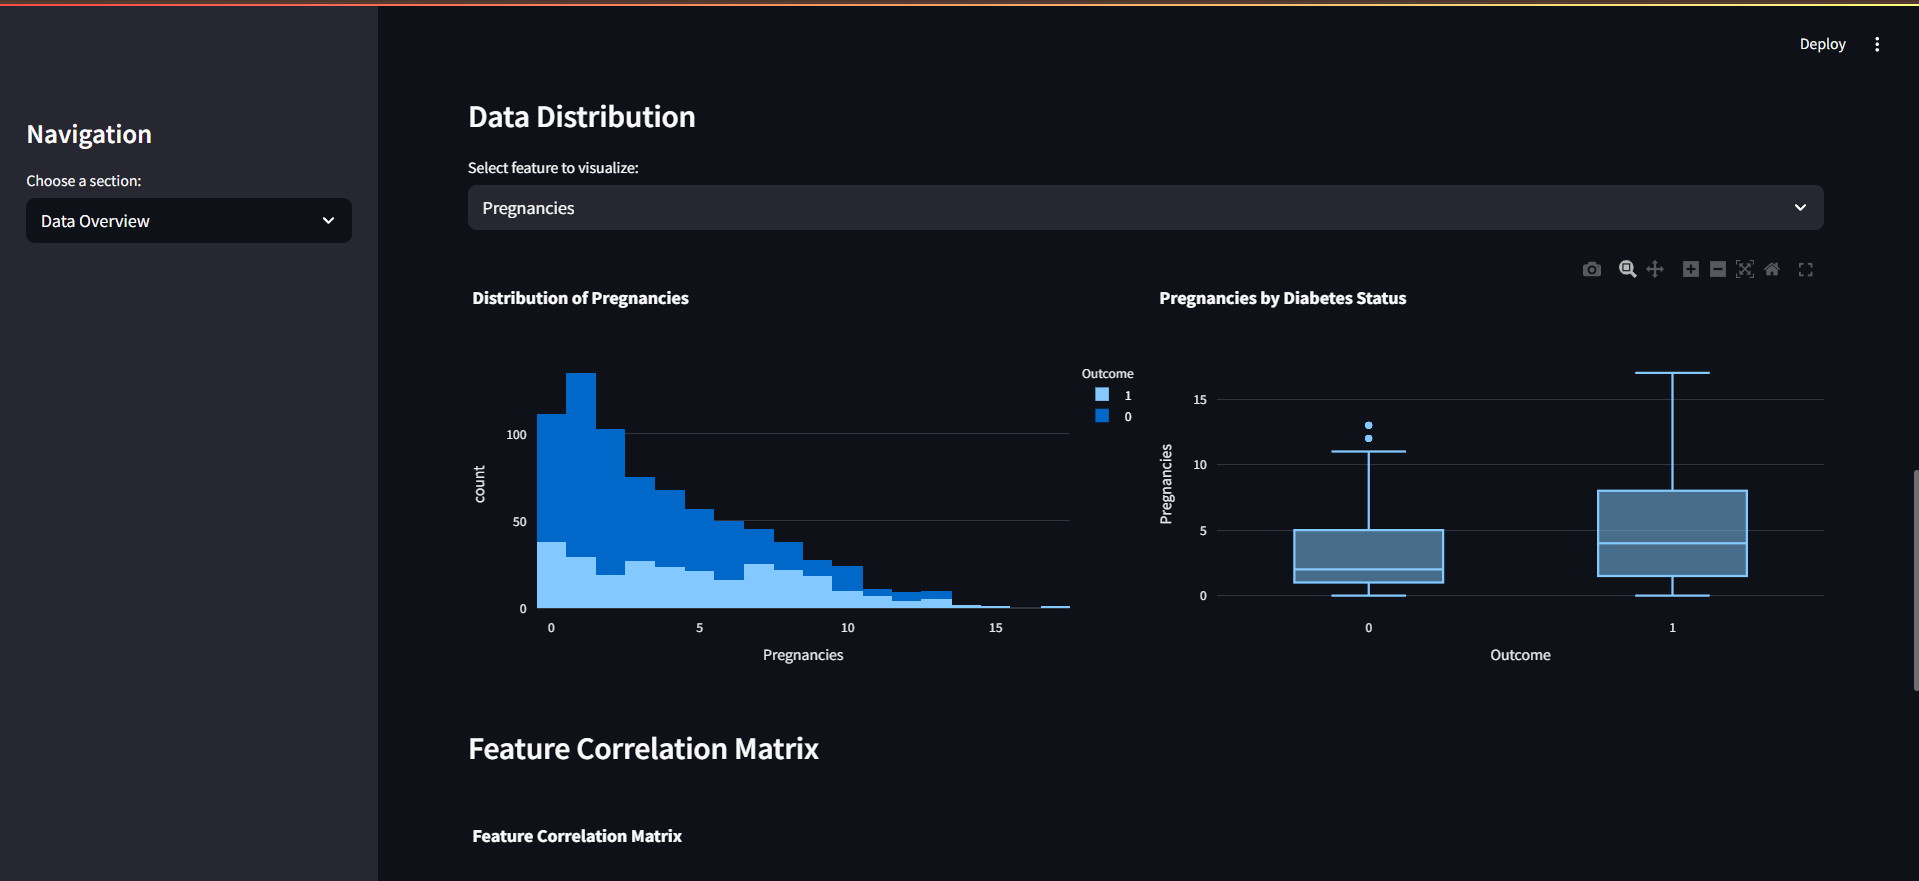 Deploy
Navigation
Choose a section:
Data Overview
Data Distribution
Select feature to visualize:
Pregnancies
Distribution of Pregnancies
Outcome
1
0
100
50
0
count
0
5
10
15
Pregnancies
Pregnancies by Diabetes Status
15
10
5
0
Pregnancies
0
1
Outcome
Feature Correlation Matrix
Feature Correlation Matrix